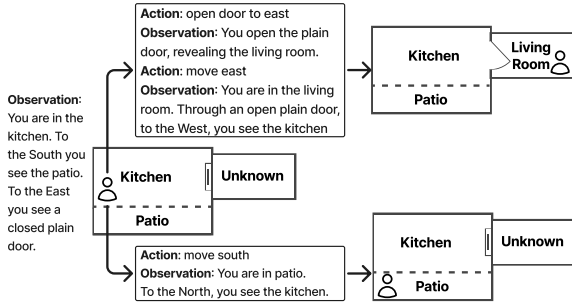 Observation:
You are in the
kitchen. To
the South you
see the patio.
To the East
you see a
closed plain
door.
Kitchen
Patio
Unknown
Action: open door to east
Observation: You open the plain
door, revealing the living room.
Action: move east
Observation: You are in the living
room. Through an open plain door,
to the West, you see the kitchen
Kitchen
Patio
Living
Room
Action: move south
Observation: You are in patio.
To the North, you see the kitchen.
Kitchen
Patio
Unknown